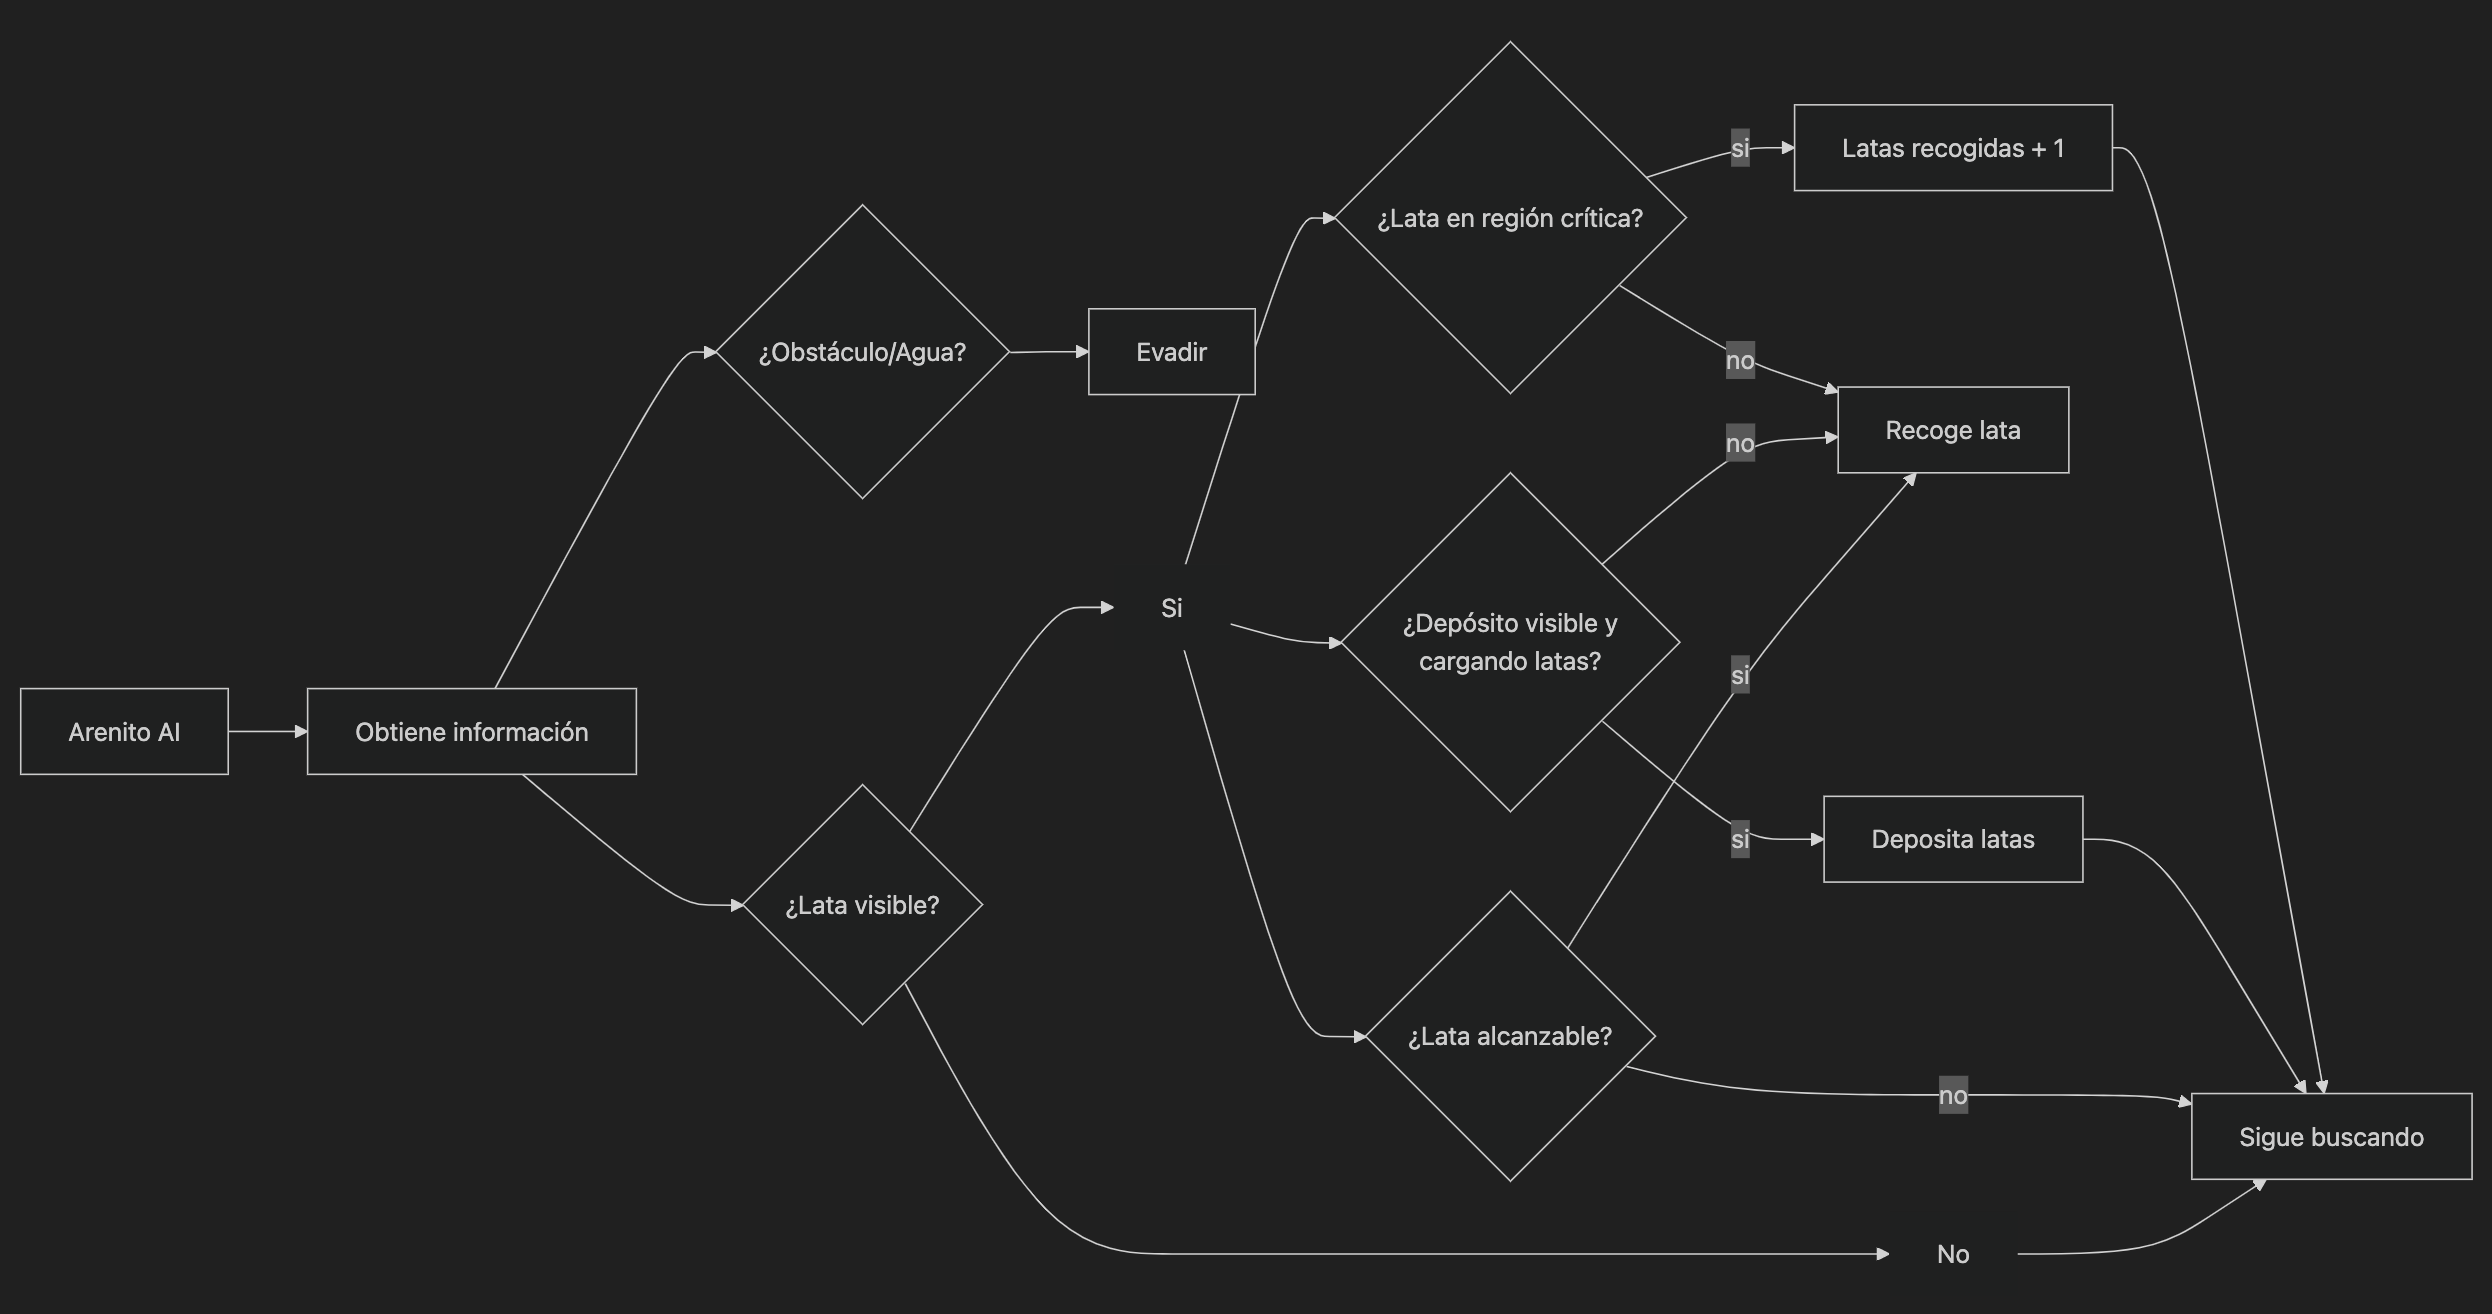 Arenito AI
Obtiene información
¿Obstáculo/Agua?
Evadir
¿Lata visible?
Si
¿Lata en región crítica?
si
Latas recogidas + 1
no
Recoge lata
no
¿Depósito visible y
cargando latas?
si
si
Deposita latas
¿Lata alcanzable?
no
Sigue buscando
No